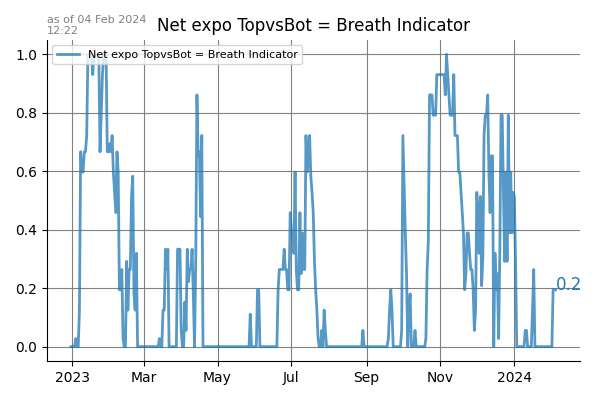 as of 04 Feb 2024
12:22
Net expo TopvsBot = Breath Indicator
Net expo TopvsBot = Breath Indicator
1.0
0.8
0.6
0.4
0.2
0.0
0.2
2023 Mar May Jul Sep Nov 2024